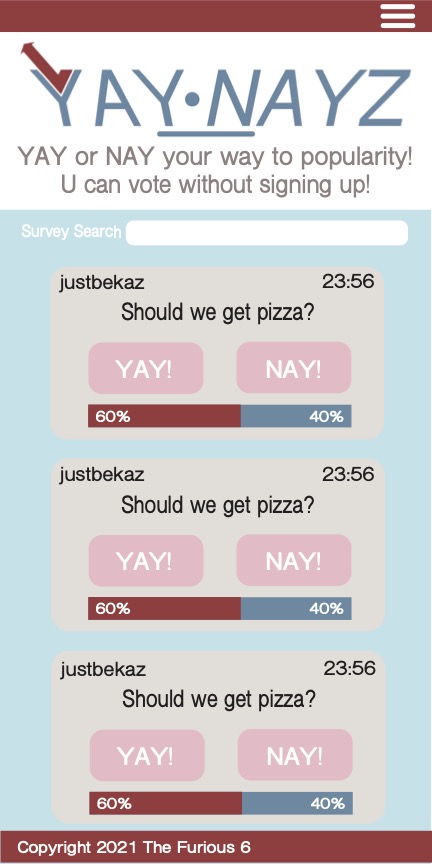 YAY•NAYZ
YAY or NAY your way to popularity!
U can vote without signing up!
Survey Search
justbekaz 23:56
Should we get pizza?
YAY! NAY!
60% 40%
justbekaz 23:56
Should we get pizza?
YAY! NAY!
60% 40%
justbekaz 23:56
Should we get pizza?
YAY! NAY!
60% 40%
Copyright 2021 The Furious 6